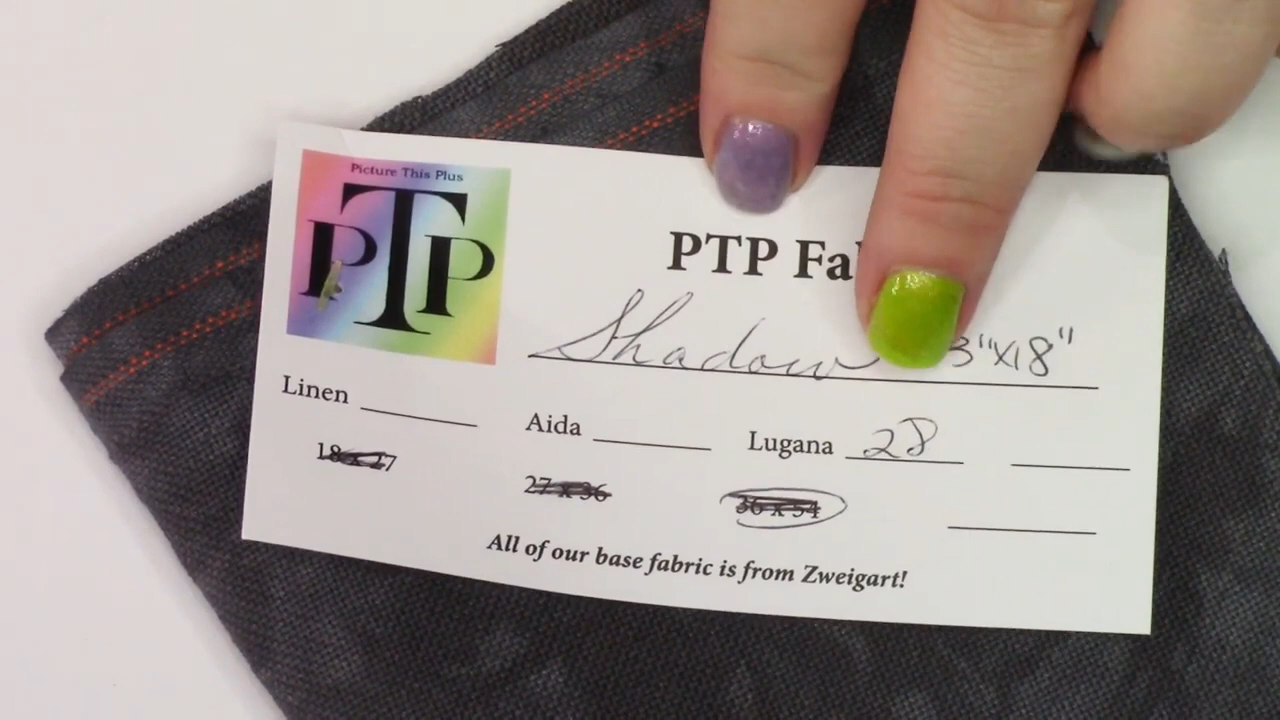 Picture This Plus
PTP
PTP Fa
Shadow 3"x18"
Linen
Aida
Lugana 28
18 x 27
27 x 36
36 x 54
All of our base fabric is from Zweigart!